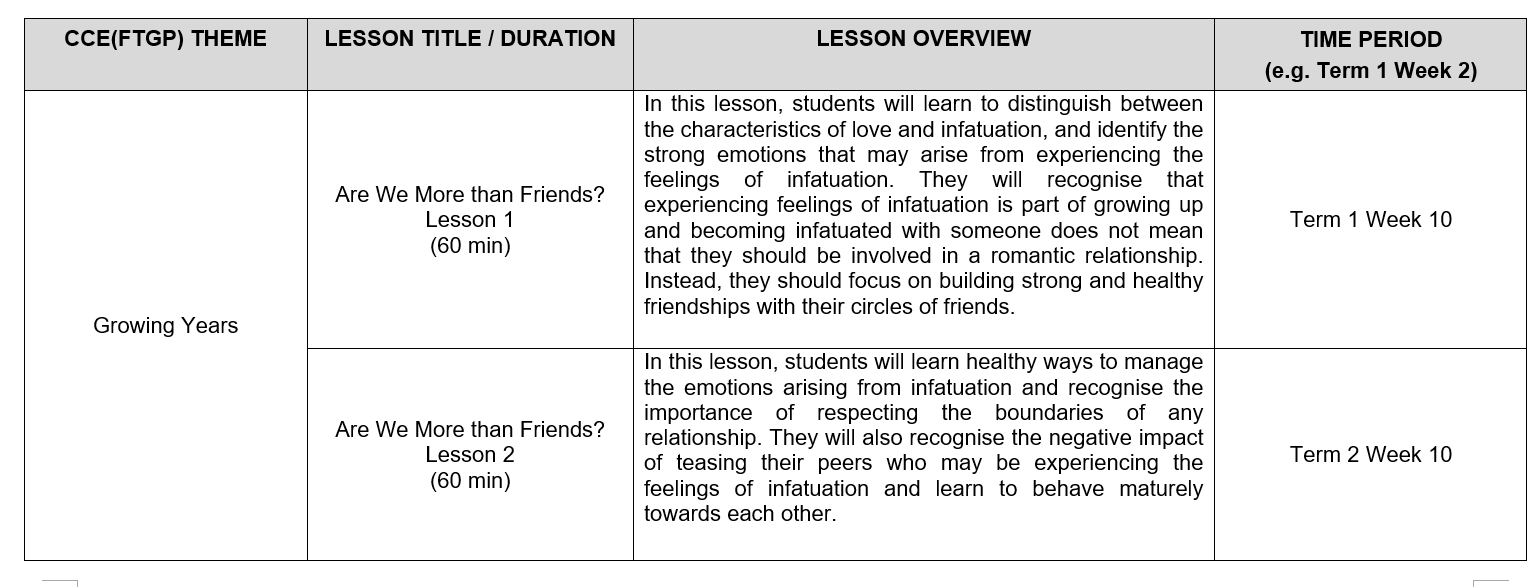 CCE(FTGP) THEME
LESSON TITLE / DURATION
LESSON OVERVIEW
TIME PERIOD
(e.g. Term 1 Week 2)
Growing Years
Are We More than Friends?
Lesson 1
(60 min)
In this lesson, students will learn to distinguish between
the characteristics of love and infatuation, and identify the
strong emotions that may arise from experiencing the
feelings of infatuation. They will recognise that
experiencing feelings of infatuation is part of growing up
and becoming infatuated with someone does not mean
that they should be involved in a romantic relationship.
Instead, they should focus on building strong and healthy
friendships with their circles of friends.
Term 1 Week 10
Are We More than Friends?
Lesson 2
(60 min)
In this lesson, students will learn healthy ways to manage
the emotions arising from infatuation and recognise the
importance of respecting the boundaries of any
relationship. They will also recognise the negative impact
of teasing their peers who may be experiencing the
feelings of infatuation and learn to behave maturely
towards each other.
Term 2 Week 10